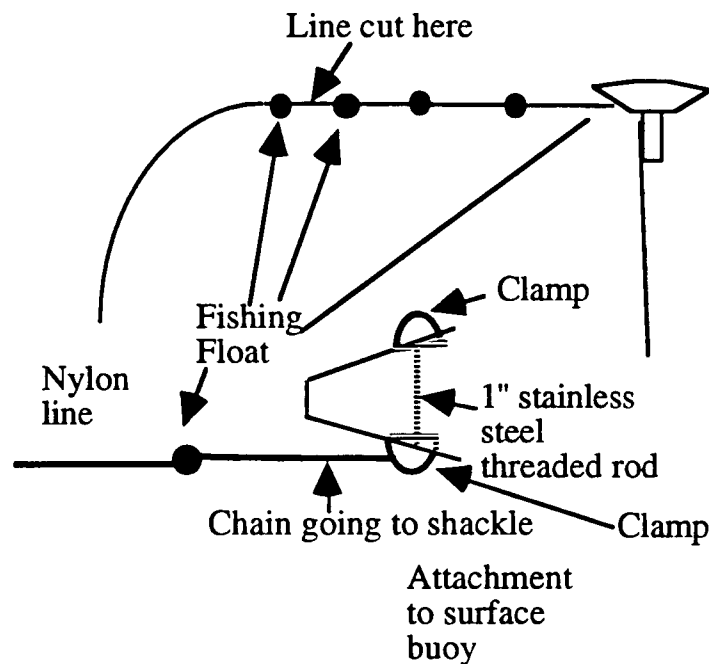 Line cut here
Clamp
Fishing
Float
Nylon
line
1" stainless
steel
threaded rod
Chain going to shackle
Clamp
Attachment
to surface
buoy